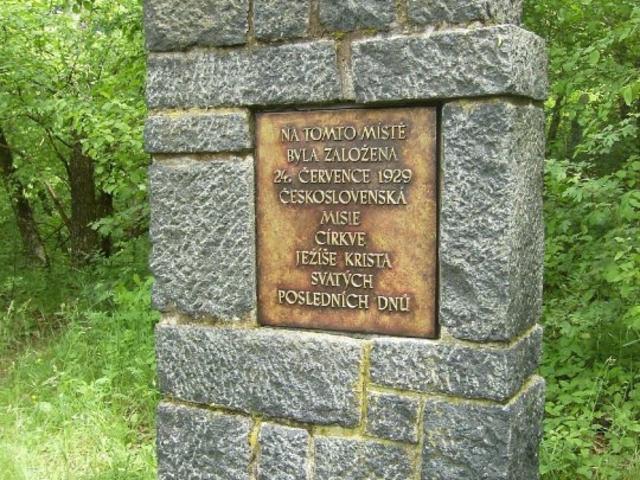 NA TOMTO MÍSTĚ
BYLA ZALOŽENA
24. ČERVENCE 1929
ČESKOSLOVENSKÁ
MISIE
CÍRKVE
JEŽÍŠE KRISTA
SVATÝCH
POSLEDNÍCH DNŮ